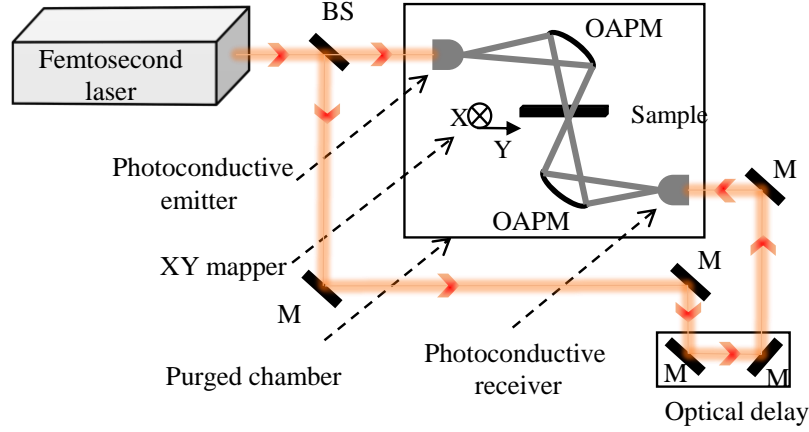 BS
Femtosecond
laser
OAPM
X
Y
Sample
Photoconductive
emitter
M
OAPM
XY mapper
M
M
Purged chamber
Photoconductive
receiver
M
M
Optical delay